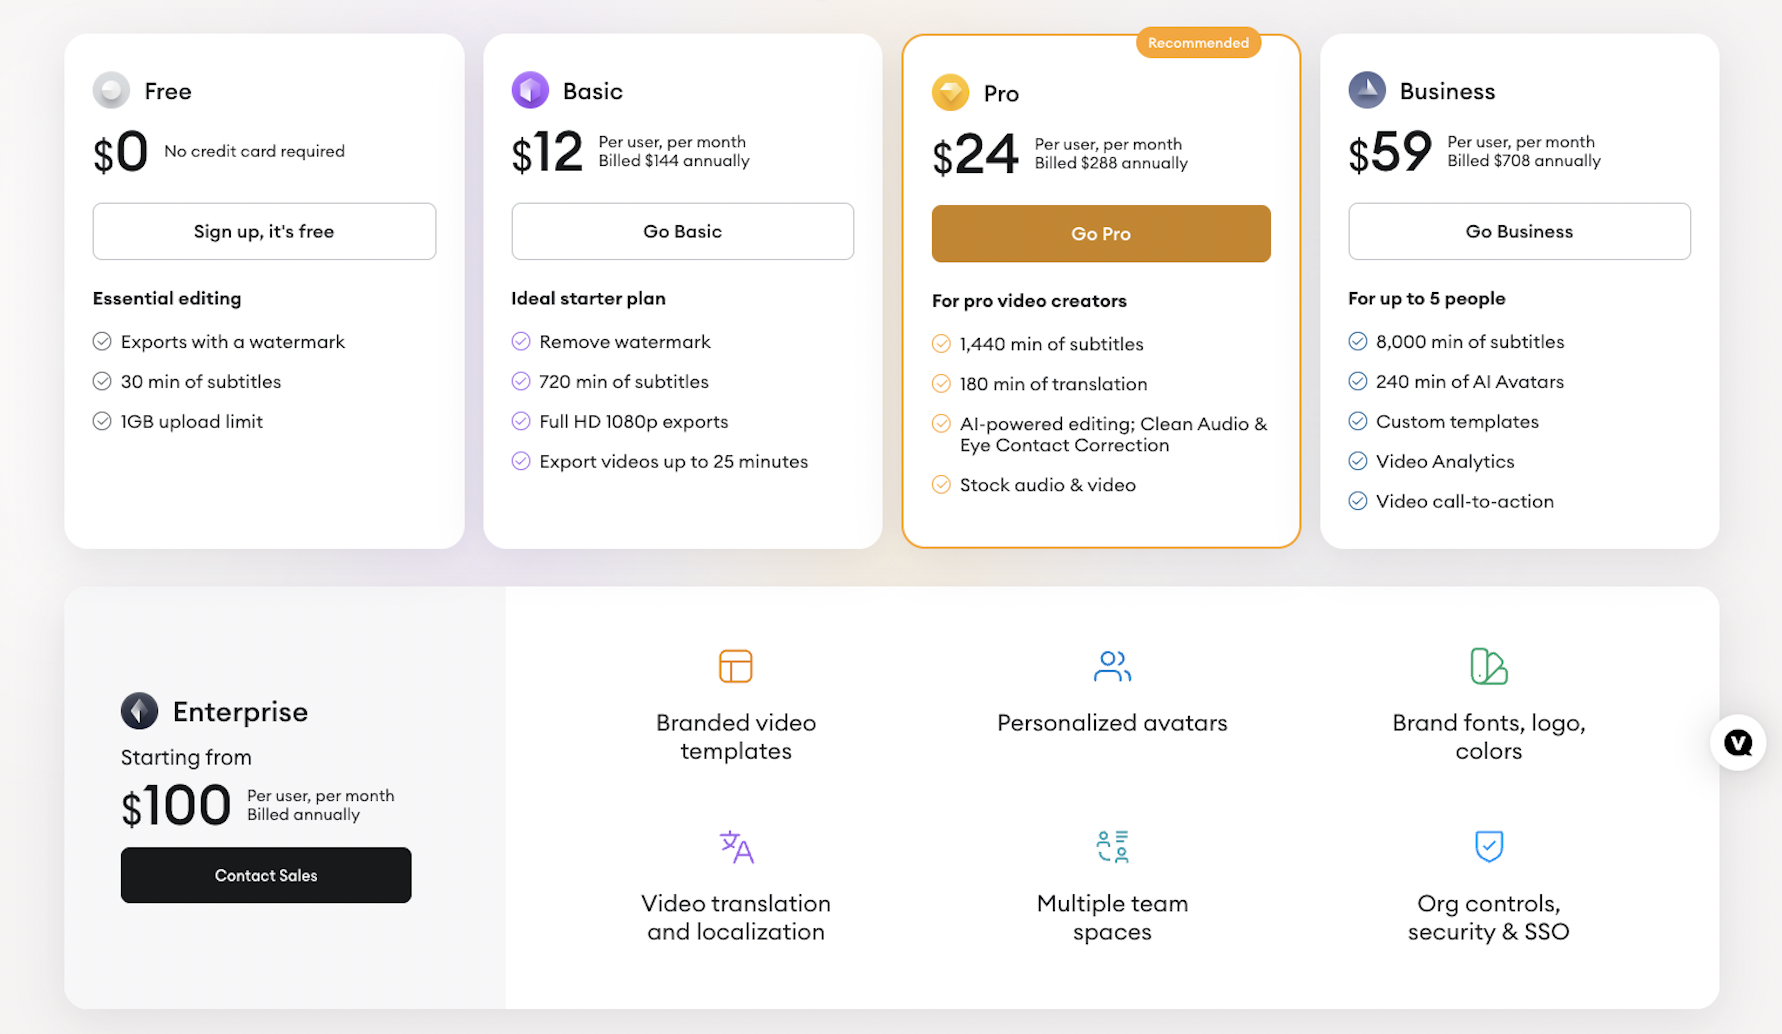 Free
$0 No credit card required
Sign up, it's free
Essential editing
Exports with a watermark
30 min of subtitles
1GB upload limit
Basic
$12 Per user, per month
Billed $144 annually
Go Basic
Ideal starter plan
Remove watermark
720 min of subtitles
Full HD 1080p exports
Export videos up to 25 minutes
Recommended
Pro
$24 Per user, per month
Billed $288 annually
Go Pro
For pro video creators
1,440 min of subtitles
180 min of translation
AI-powered editing; Clean Audio &
Eye Contact Correction
Stock audio & video
Business
$59 Per user, per month
Billed $708 annually
Go Business
For up to 5 people
8,000 min of subtitles
240 min of AI Avatars
Custom templates
Video Analytics
Video call-to-action
Enterprise
Starting from
$100 Per user, per month
Billed annually
Contact Sales
Branded video
templates
Personalized avatars
Brand fonts, logo,
colors
Video translation
and localization
Multiple team
spaces
Org controls,
security & SSO